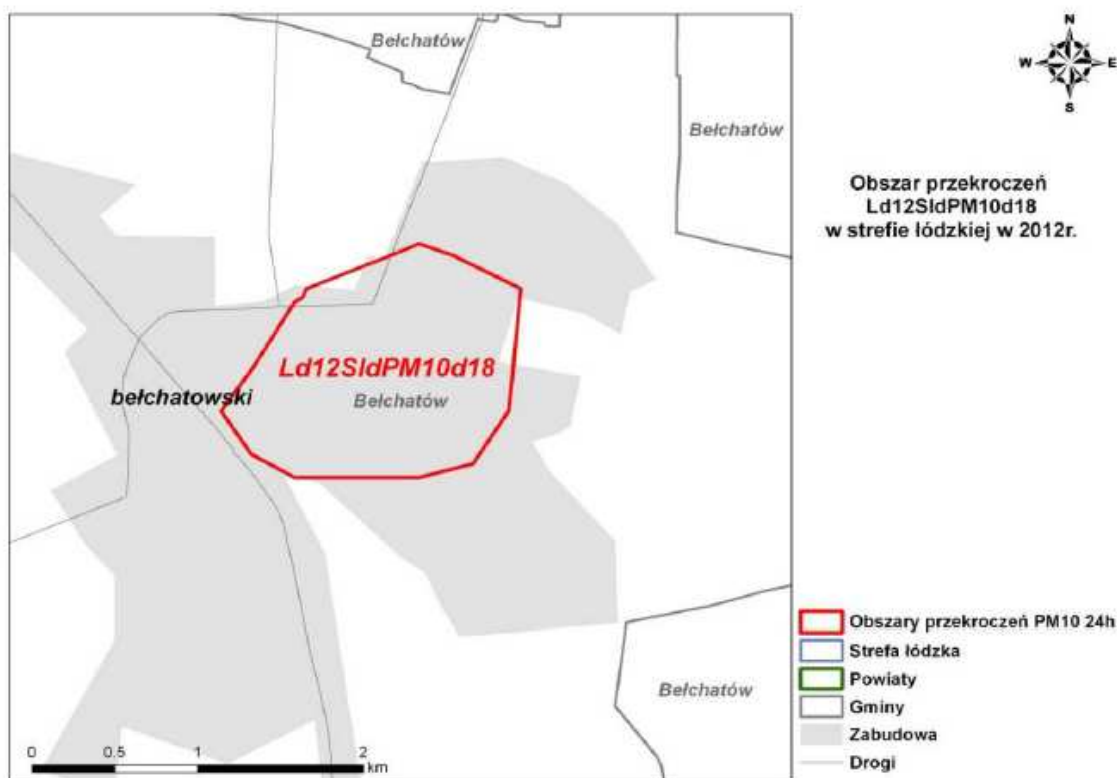 Bełchatów
Bełchatów
N
W E
S
Obszar przekroczeń
Ld12SldPM10d18
w strefie łódzkiej w 2012r.
Ld12SldPM10d18
bełchatowski
Bełchatów
Bełchatów
Obszary przekroczeń PM10 24h
Strefa łódzka
Powiaty
Gminy
Zabudowa
Drogi
0 0.5 1 2
km